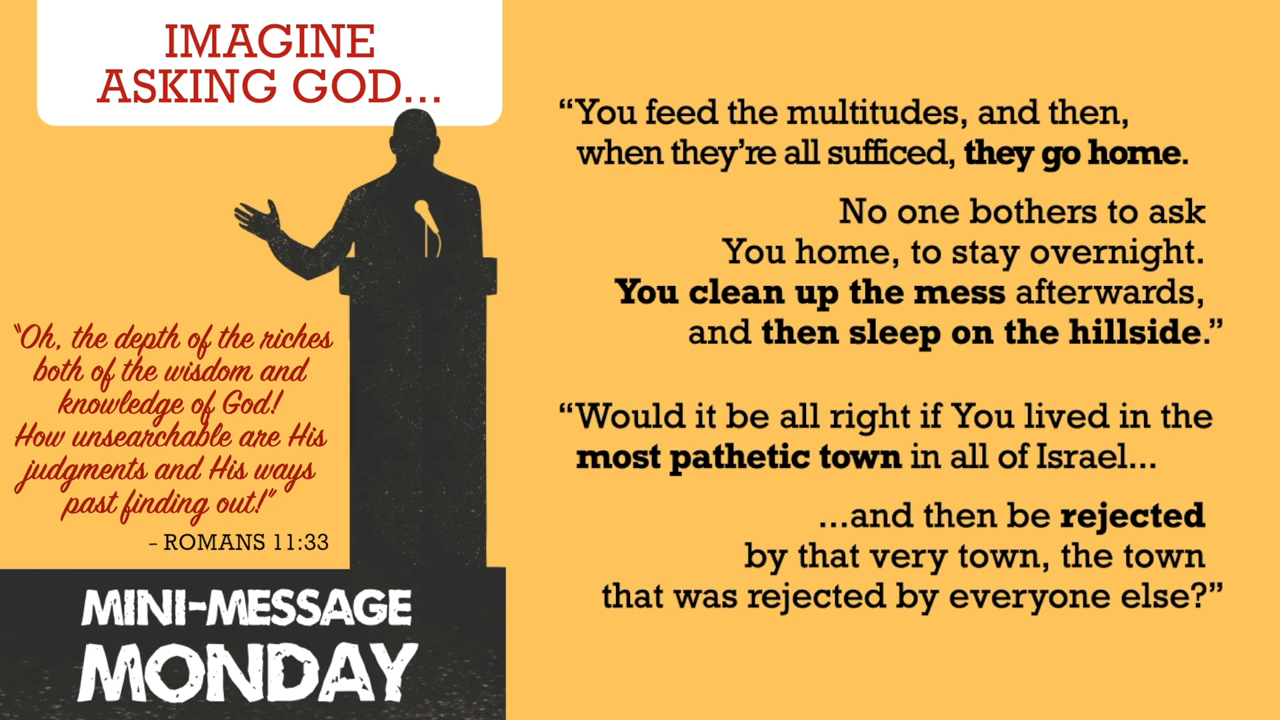 IMAGINE
ASKING GOD...
“Oh, the depth of the riches
both of the wisdom and
knowledge of God!
How unsearchable are His
judgments and His ways
past finding out!”
– ROMANS 11:33
MINI-MESSAGE
MONDAY
“You feed the multitudes, and then,
when they’re all sufficed, they go home.
No one bothers to ask
You home, to stay overnight.
You clean up the mess afterwards,
and then sleep on the hillside.”
“Would it be all right if You lived in the
most pathetic town in all of Israel...
...and then be rejected
by that very town, the town
that was rejected by everyone else?”